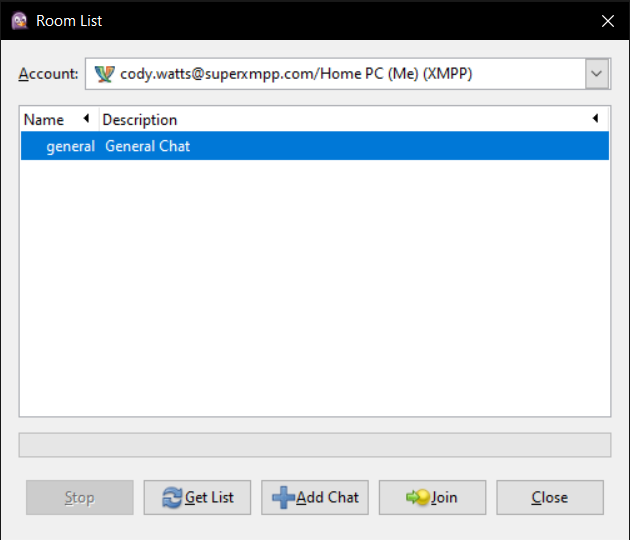 Room List
Account: cody.watts@superxmpp.com/Home PC (Me) (XMPP)
Name Description
general General Chat
Stop Get List Add Chat Join Close